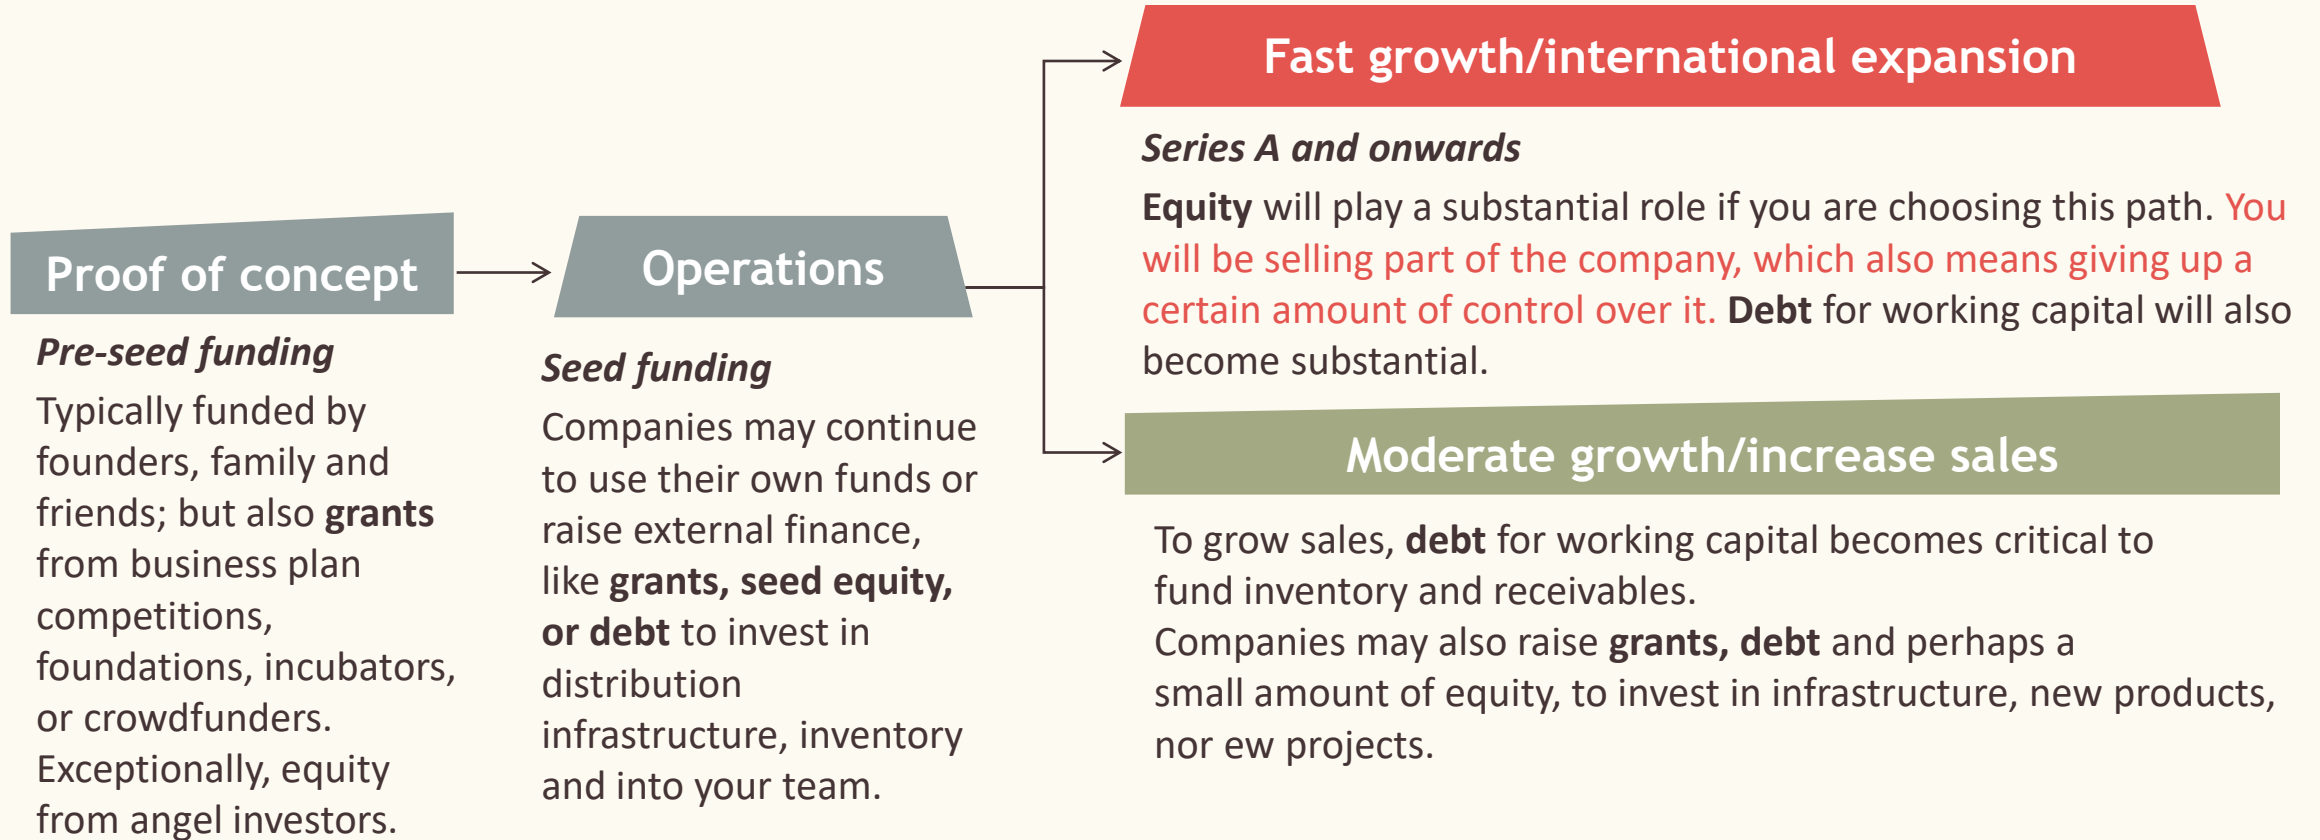 Proof of concept
Pre-seed funding
Typically funded by
founders, family and
friends; but also grants
from business plan
competitions,
foundations, incubators,
or crowdfunders.
Exceptionally, equity
from angel investors.
Operations
Seed funding
Companies may continue
to use their own funds or
raise external finance,
like grants, seed equity,
or debt to invest in
distribution
infrastructure, inventory
and into your team.
Fast growth/international expansion
Series A and onwards
Equity will play a substantial role if you are choosing this path. You
will be selling part of the company, which also means giving up a
certain amount of control over it. Debt for working capital will also
become substantial.
Moderate growth/increase sales
To grow sales, debt for working capital becomes critical to
fund inventory and receivables.
Companies may also raise grants, debt and perhaps a
small amount of equity, to invest in infrastructure, new products,
nor ew projects.